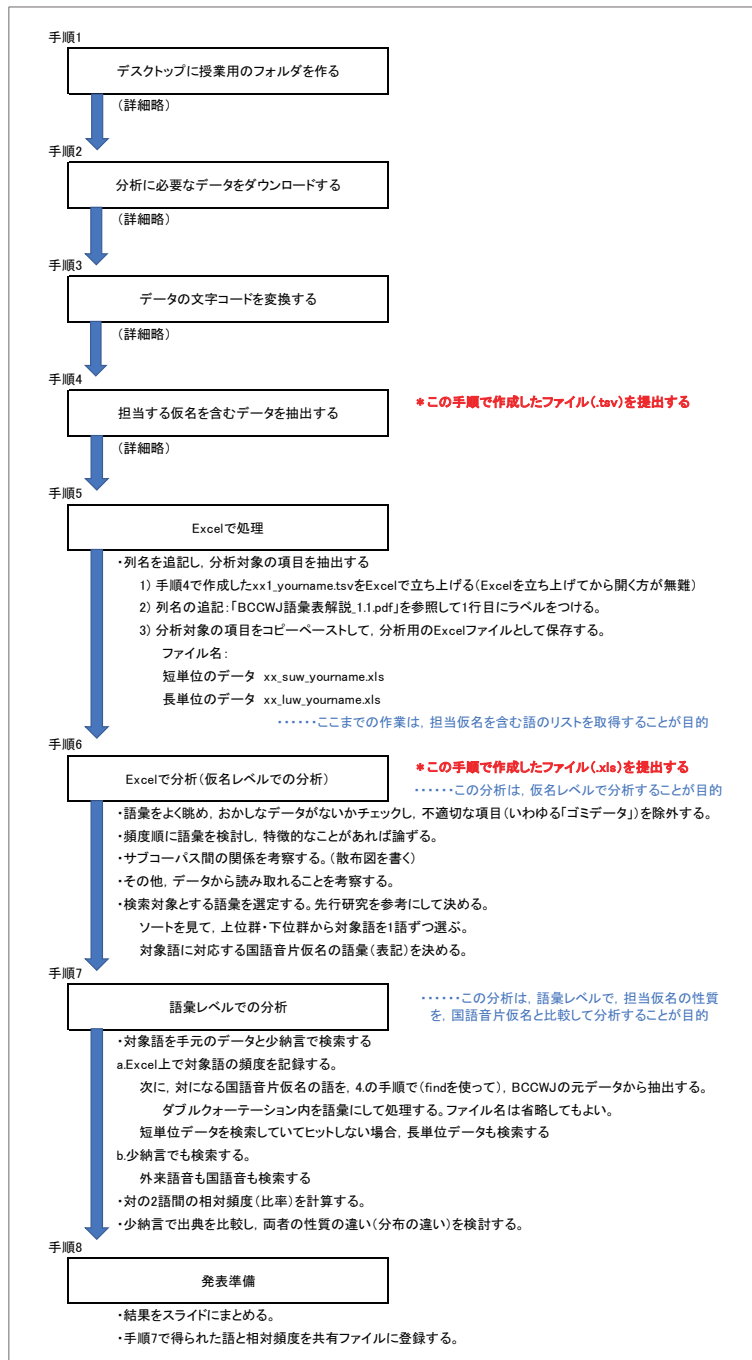 手順1
デスクトップに授業用のフォルダを作る
(詳細略)
手順2
分析に必要なデータをダウンロードする
(詳細略)
手順3
データの文字コードを変換する
(詳細略)
手順4
担当する仮名を含むデータを抽出する
＊この手順で作成したファイル(.tsv)を提出する
(詳細略)
手順5
Excelで処理
・列名を追記し, 分析対象の項目を抽出する
1) 手順4で作成したxx1_yourname.tsvをExcelで立ち上げる(Excelを立ち上げてから開く方が無難)
2) 列名の追記:「BCCWJ語彙表解説_1.1.pdf」を参照して1行目にラベルをつける。
3) 分析対象の項目をコピーペーストして, 分析用のExcelファイルとして保存する。
ファイル名:
短単位のデータ xx_suw_yourname.xls
長単位のデータ xx_luw_yourname.xls
‥‥‥ここまでの作業は, 担当仮名を含む語のリストを取得することが目的
手順6
Excelで分析(仮名レベルでの分析)
＊この手順で作成したファイル(.xls)を提出する
‥‥‥この分析は, 仮名レベルで分析することが目的
・語彙をよく眺め, おかしなデータがないかチェックし, 不適切な項目(いわゆる「ゴミデータ」)を除外する。
・頻度順に語彙を検討し, 特徴的なことがあれば論ずる。
・サブコーパス間の関係を考察する。(散布図を書く)
・その他, データから読み取れることを考察する。
・検索対象とする語彙を選定する。先行研究を参考にして決める。
ソートを見て, 上位群・下位群から対象語を1語ずつ選ぶ。
対象語に対応する国語音片仮名の語彙(表記)を決める。
手順7
語彙レベルでの分析
‥‥‥この分析は, 語彙レベルで, 担当仮名の性質
を, 国語音片仮名と比較して分析することが目的
・対象語を手元のデータと少納言で検索する
a.Excel上で対象語の頻度を記録する。
次に, 対になる国語音片仮名の語を, 4.の手順で(findを使って), BCCWJの元データから抽出する。
ダブルクォーテーション内を語彙にして処理する。ファイル名は省略してもよい。
短単位データを検索していてヒットしない場合, 長単位データも検索する
b.少納言でも検索する。
外来語音も国語音も検索する
・対の2語間の相対頻度(比率)を計算する。
・少納言で出典を比較し, 両者の性質の違い(分布の違い)を検討する。
手順8
発表準備
・結果をスライドにまとめる。
・手順7で得られた語と相対頻度を共有ファイルに登録する。